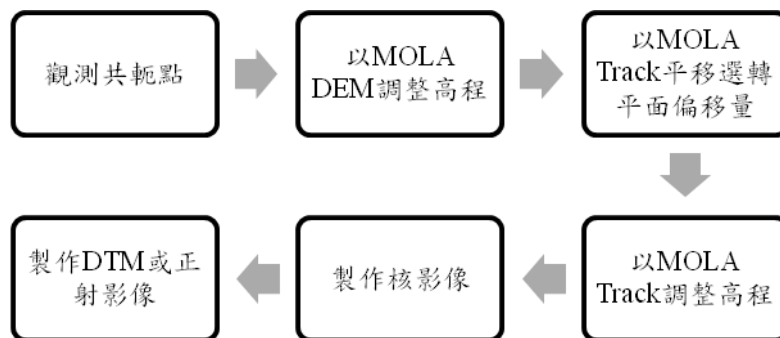 觀測共軛點
以MOLA
DEM調整高程
以MOLA
Track平移選轉
平面偏移量
以MOLA
Track調整高程
製作核影像
製作DTM或正
射影像